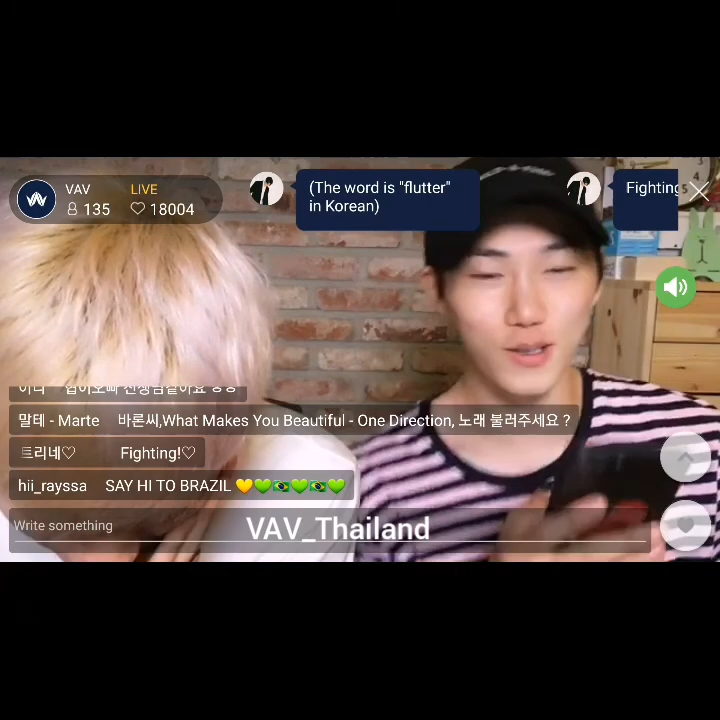 VAV
LIVE
135
18004
(The word is "flutter"
in Korean)
Fighting
말테 - Marte 바론씨,What Makes You Beautiful - One Direction, 노래 불러주세요 ?
트리네♡ Fighting!♡
hii_rayssa SAY HI TO BRAZIL 💛💚🇧🇷💚🇧🇷💚
Write something
VAV_Thailand